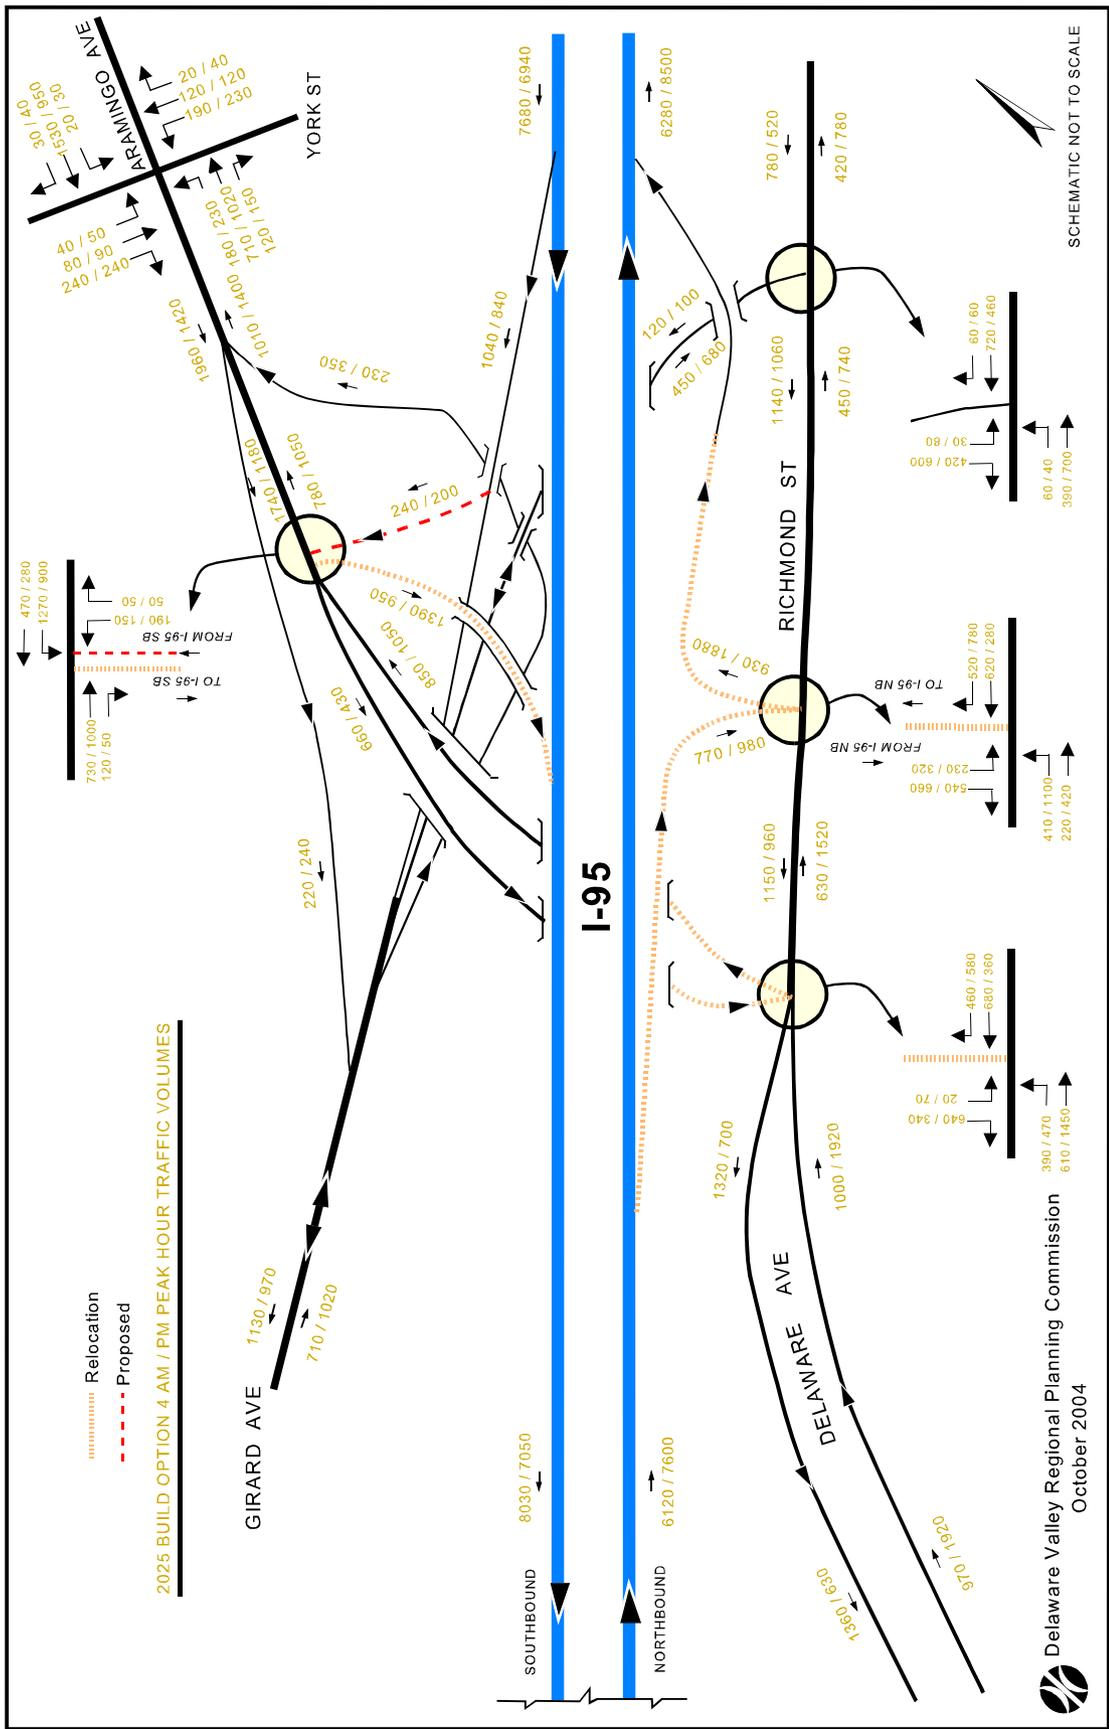 2025 BUILD OPTION 4 AM / PM PEAK HOUR TRAFFIC VOLUMES
Relocation
Proposed
470 / 280
1270 / 900
50 / 50
190 / 150
FROM I-95 SB
TO I-95 SB
730 / 1000
120 / 50
ARAMINGO AVE
YORK ST
30 / 40
1530 / 950
20 / 30
20 / 40
120 / 120
190 / 230
40 / 50
80 / 90
240 / 240
180 / 230
710 / 1020
120 / 150
1960 / 1420
1010 / 1400
230 / 350
1740 / 1180
780 / 1050
240 / 200
1390 / 950
850 / 1050
660 / 430
220 / 240
1040 / 840
GIRARD AVE
1130 / 970
710 / 1020
7680 / 6940
8030 / 7050
SOUTHBOUND
I-95
NORTHBOUND
6120 / 7600
6280 / 8500
120 / 100
450 / 680
930 / 1880
770 / 980
780 / 520
420 / 780
1140 / 1060
450 / 740
RICHMOND ST
1150 / 960
630 / 1520
1320 / 700
1000 / 1920
DELAWARE AVE
1360 / 630
970 / 1920
60 / 60
720 / 460
30 / 80
420 / 600
60 / 40
390 / 700
TO I-95 NB
FROM I-95 NB
520 / 780
620 / 280
230 / 320
540 / 660
410 / 1100
220 / 420
460 / 580
680 / 360
20 / 70
640 / 340
390 / 470
610 / 1450
SCHEMATIC NOT TO SCALE
Delaware Valley Regional Planning Commission
October 2004